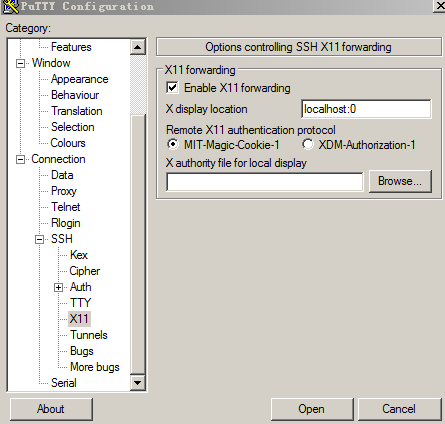 PuTTY Configuration
Category:
Features
Window
Appearance
Behaviour
Translation
Selection
Colours
Connection
Data
Proxy
Telnet
Rlogin
SSH
Kex
Cipher
Auth
TTY
X11
Tunnels
Bugs
More bugs
Serial
Options controlling SSH X11 forwarding
X11 forwarding
Enable X11 forwarding
X display location localhost:0
Remote X11 authentication protocol
MIT-Magic-Cookie-1 XDM-Authorization-1
X authority file for local display
Browse...
About Open Cancel